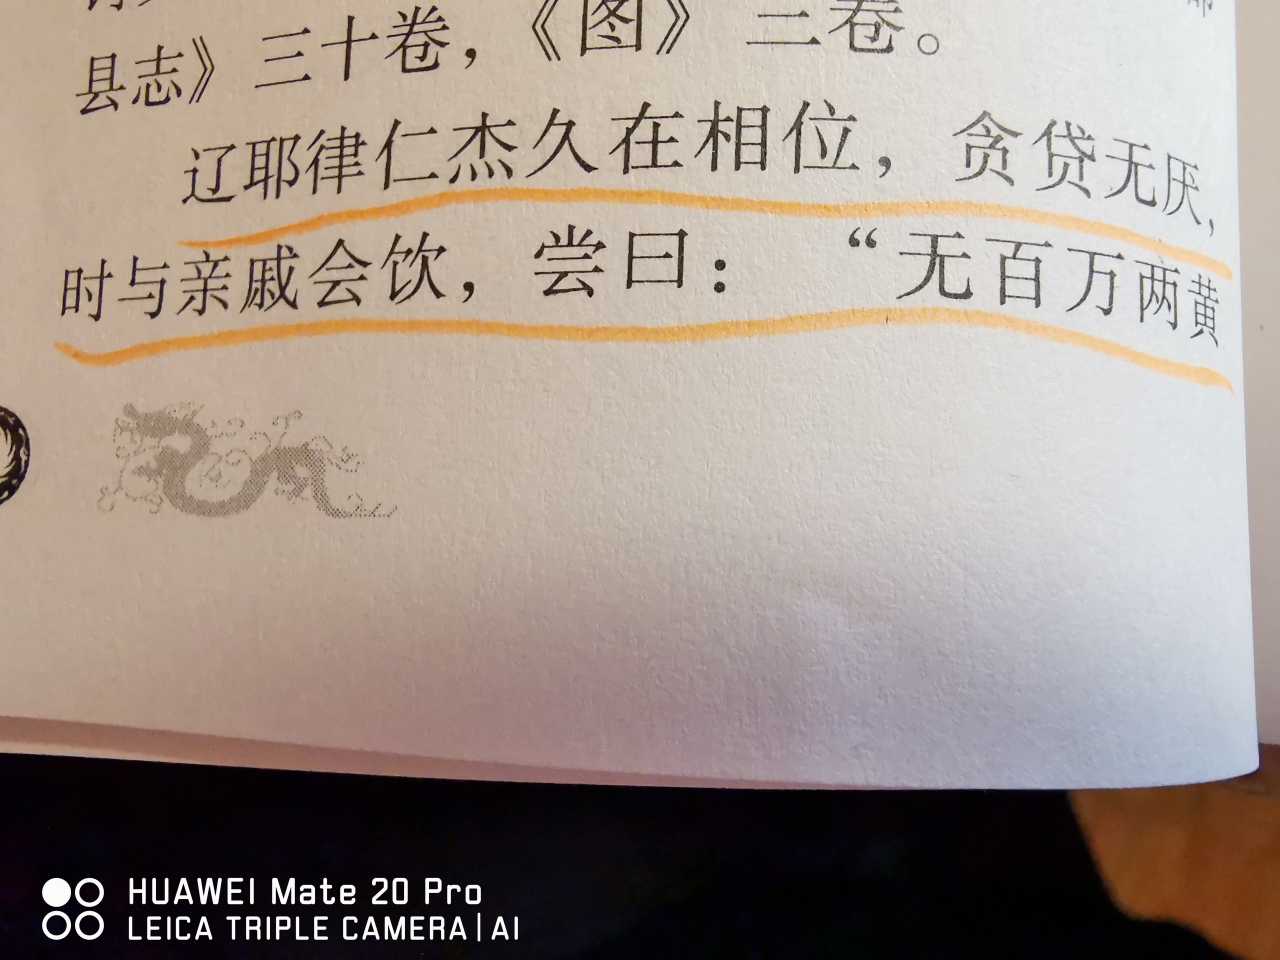 县志》三十卷，《图》三卷。
辽耶律仁杰久在相位，贪贷无厌，
时与亲戚会饮，尝曰：“无百万两黄
HUAWEI Mate 20 Pro
LEICA TRIPLE CAMERA|AI